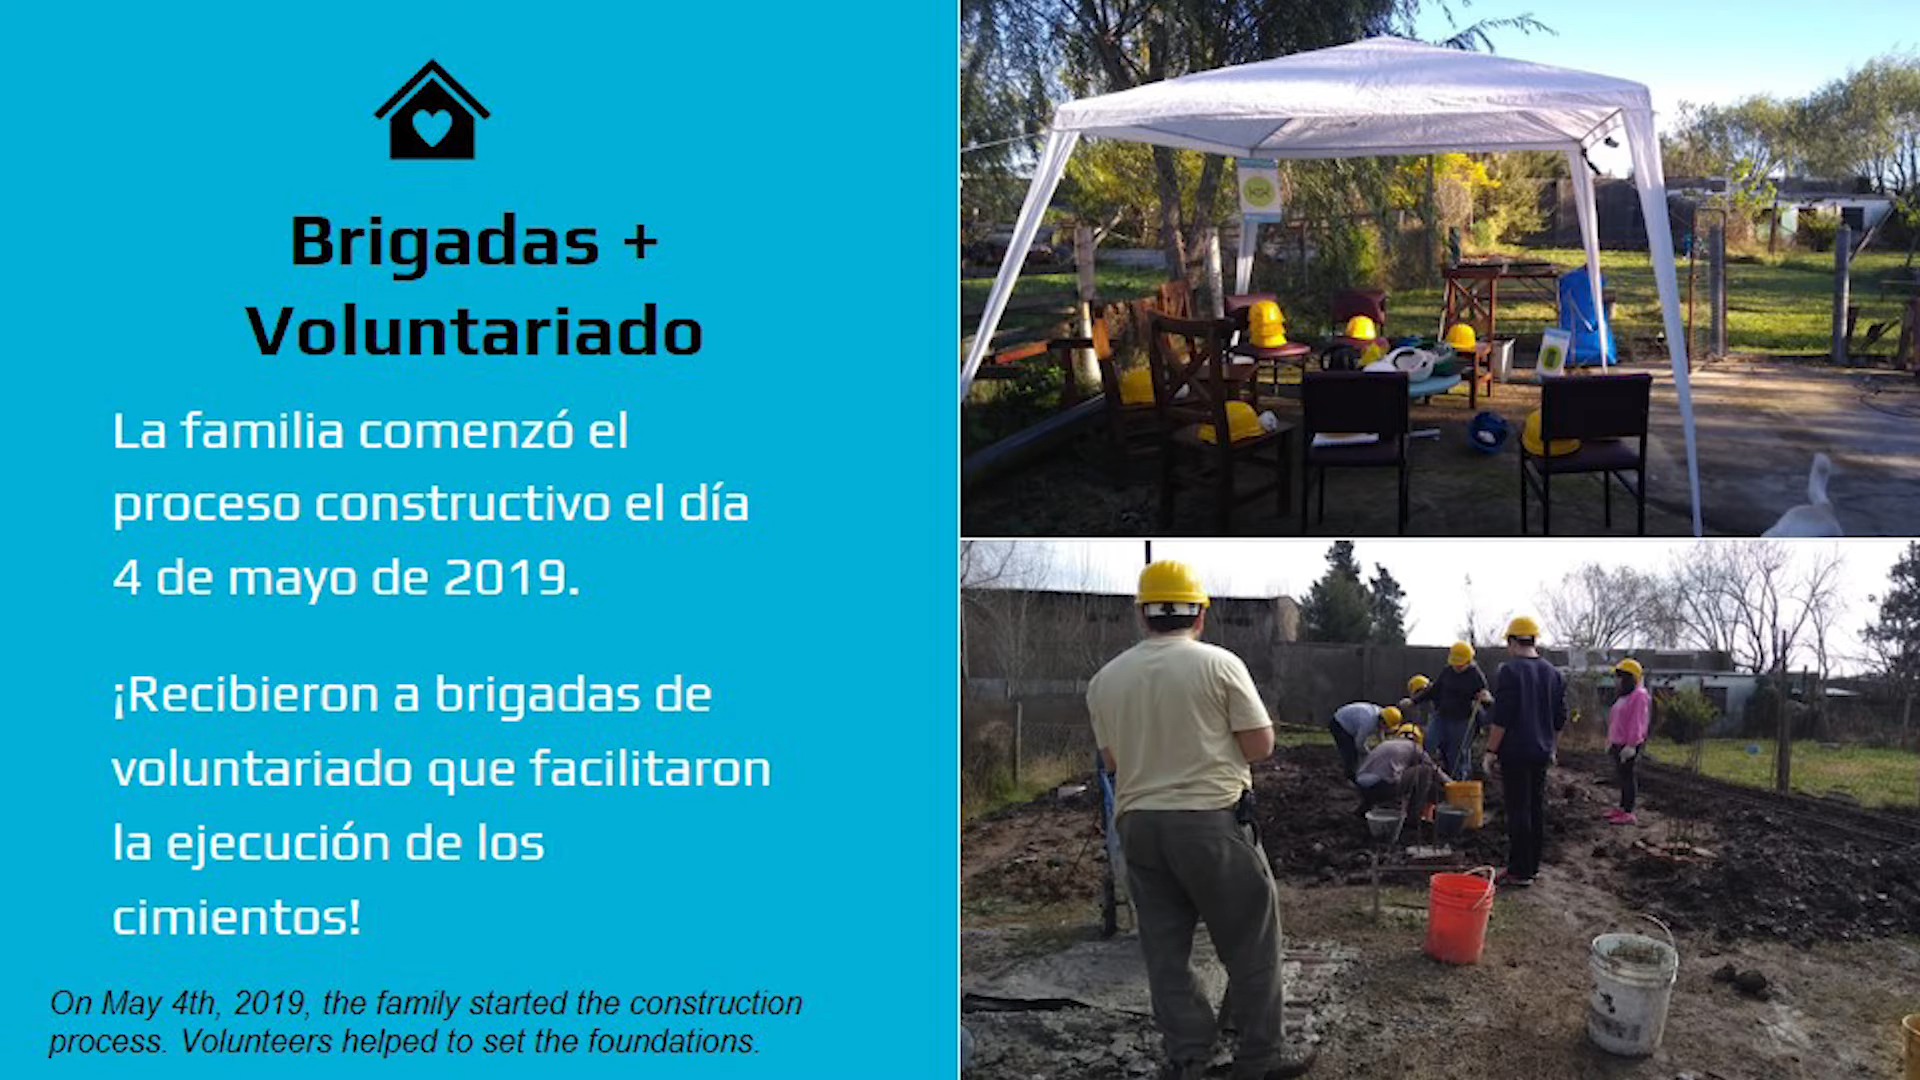 Brigadas +
Voluntariado
La familia comenzó el
proceso constructivo el día
4 de mayo de 2019.
¡Recibieron a brigadas de
voluntariado que facilitaron
la ejecución de los
cimientos!
On May 4th, 2019, the family started the construction
process. Volunteers helped to set the foundations.